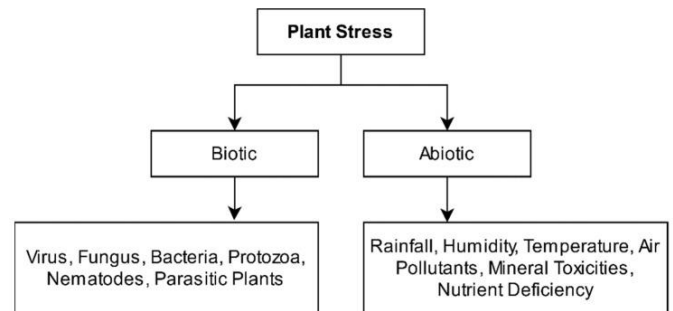 Plant Stress
Biotic
Abiotic
Virus, Fungus, Bacteria, Protozoa,
Nematodes, Parasitic Plants
Rainfall, Humidity, Temperature, Air
Pollutants, Mineral Toxicities,
Nutrient Deficiency